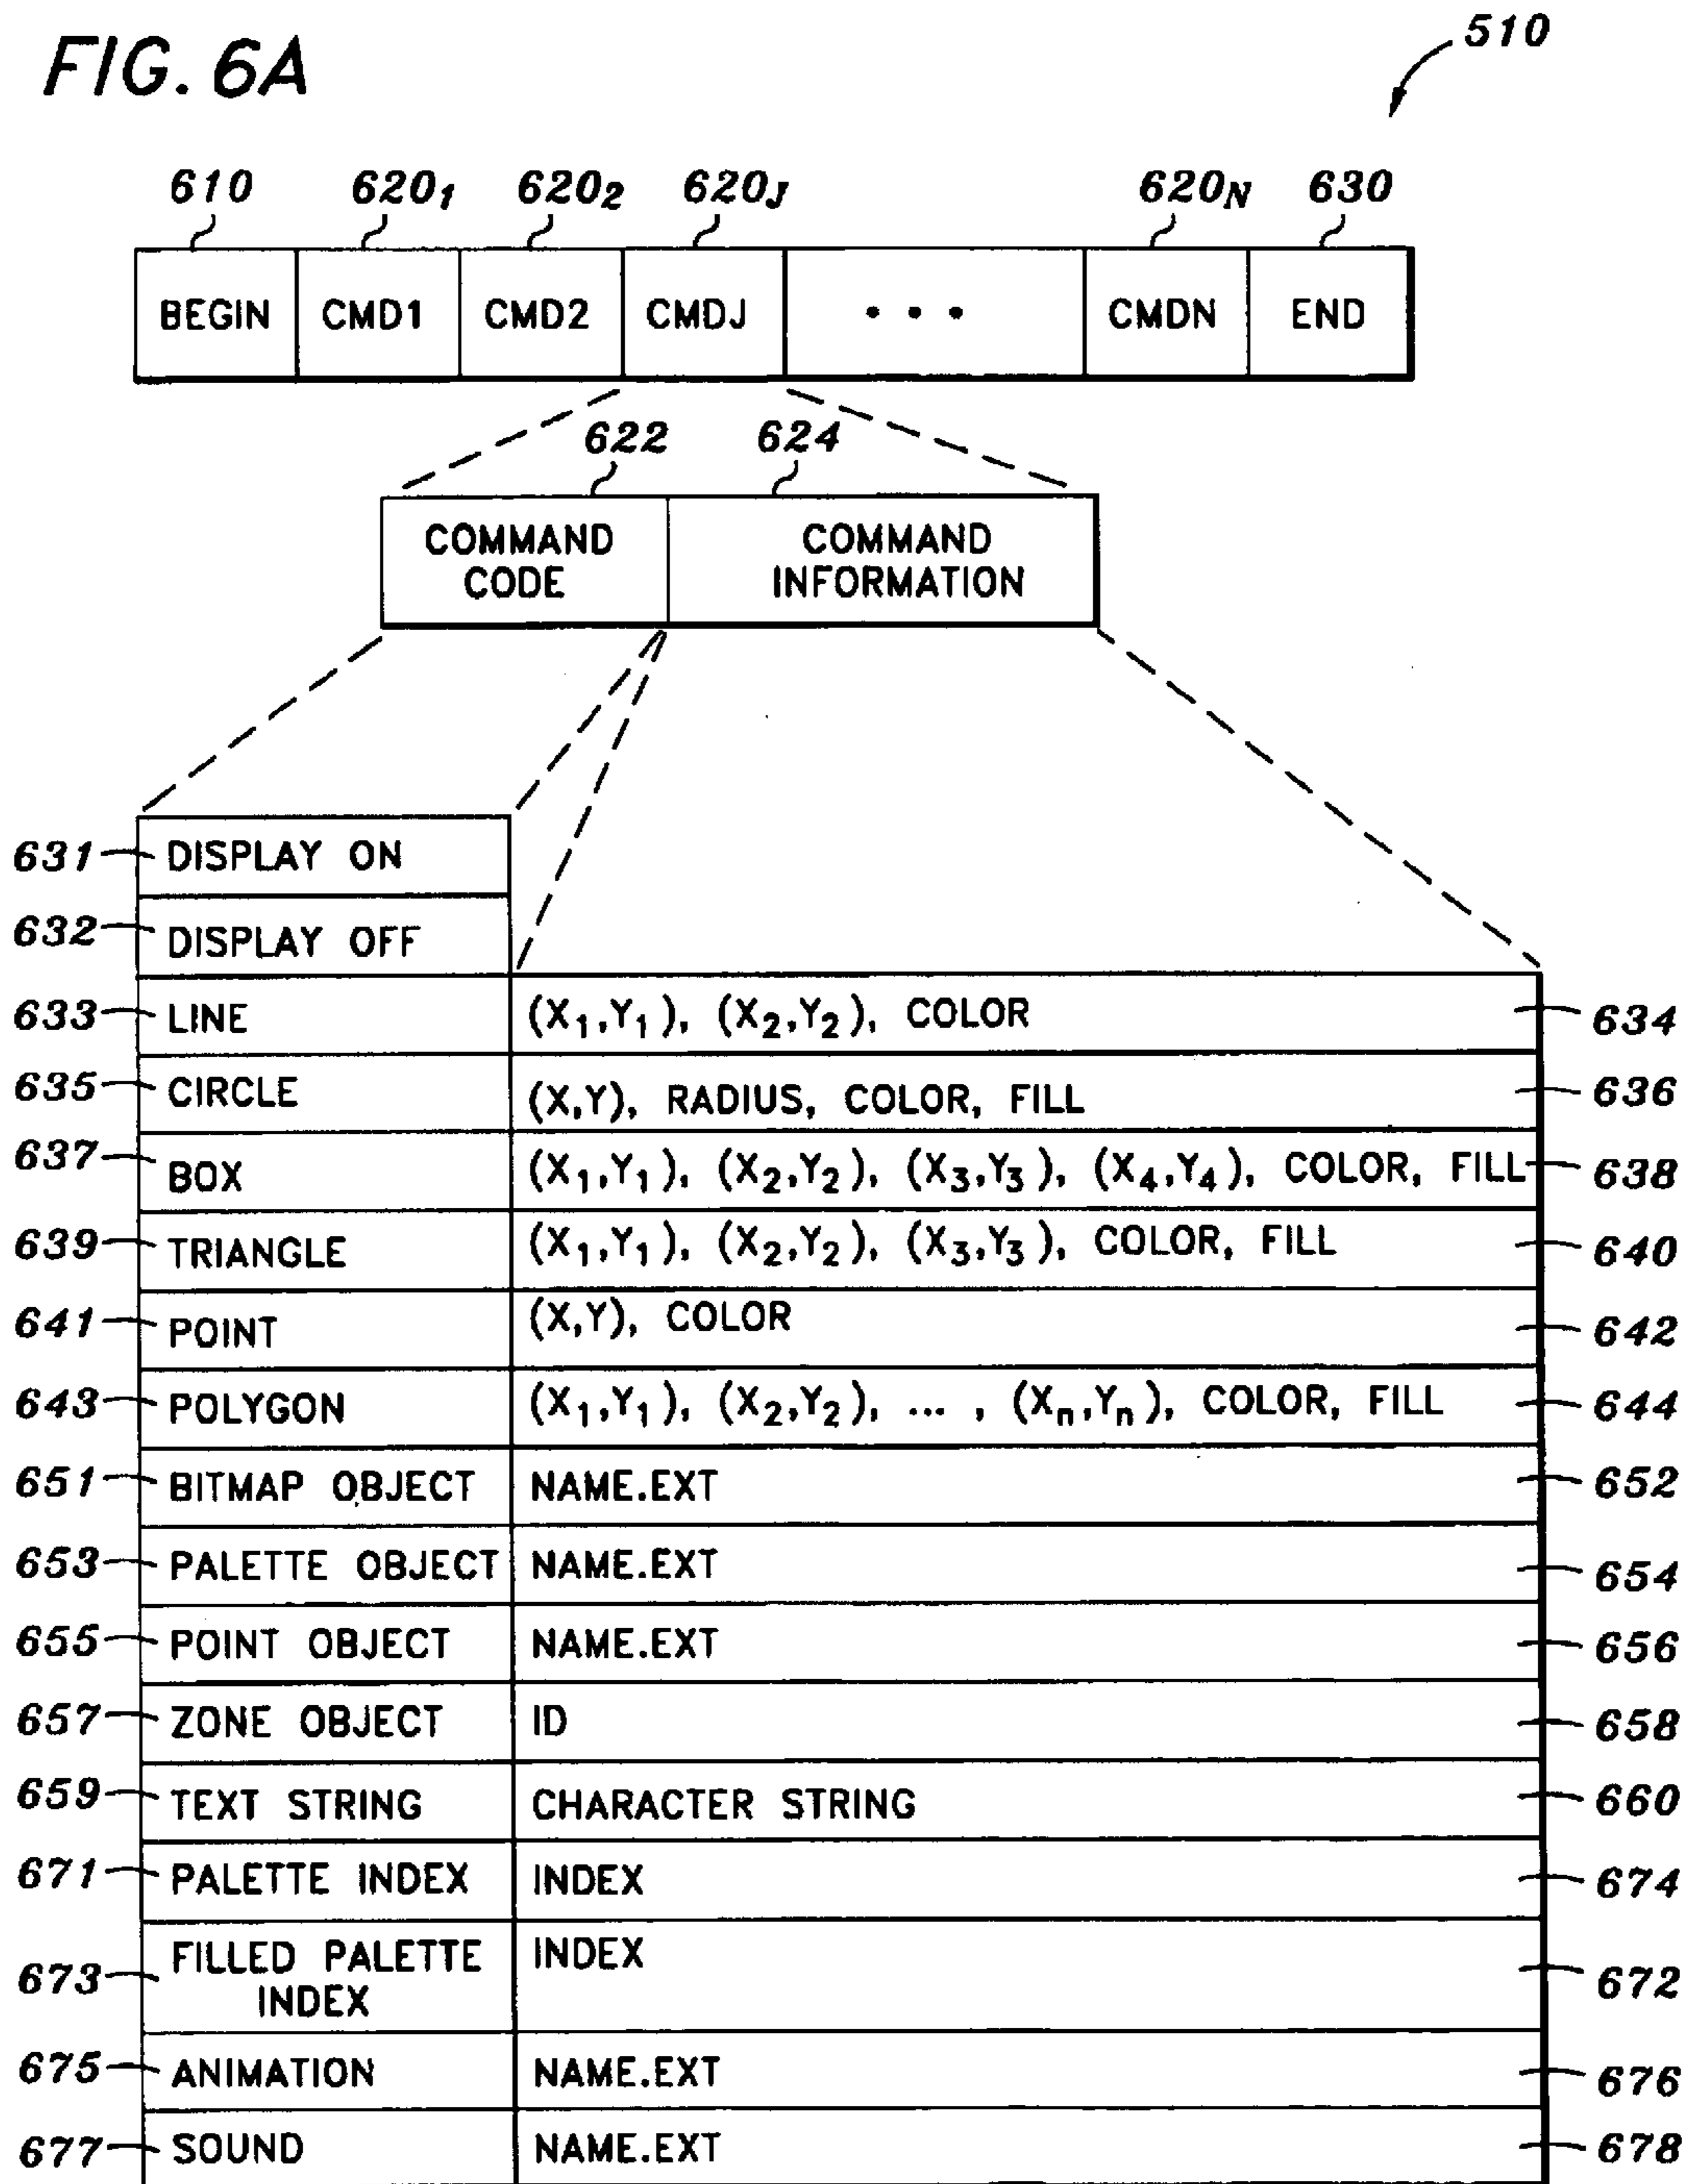 FIG. 6A
510
610 620₁ 620₂ 620J 620N 630
BEGIN CMD1 CMD2 CMDJ • • • CMDN END
622 624
COMMAND CODE COMMAND INFORMATION
631 DISPLAY ON
632 DISPLAY OFF
633 LINE (X₁,Y₁), (X₂,Y₂), COLOR 634
635 CIRCLE (X,Y), RADIUS, COLOR, FILL 636
637 BOX (X₁,Y₁), (X₂,Y₂), (X₃,Y₃), (X₄,Y₄), COLOR, FILL 638
639 TRIANGLE (X₁,Y₁), (X₂,Y₂), (X₃,Y₃), COLOR, FILL 640
641 POINT (X,Y), COLOR 642
643 POLYGON (X₁,Y₁), (X₂,Y₂), ... , (Xₙ,Yₙ), COLOR, FILL 644
651 BITMAP OBJECT NAME.EXT 652
653 PALETTE OBJECT NAME.EXT 654
655 POINT OBJECT NAME.EXT 656
657 ZONE OBJECT ID 658
659 TEXT STRING CHARACTER STRING 660
671 PALETTE INDEX INDEX 674
673 FILLED PALETTE INDEX INDEX 672
675 ANIMATION NAME.EXT 676
677 SOUND NAME.EXT 678